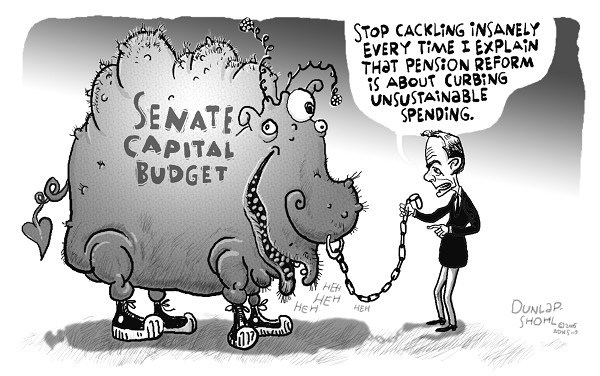 STOP CACKLING INSANELY
EVERY TIME I EXPLAIN
THAT PENSION REFORM
IS ABOUT CURBING
UNSUSTAINABLE
SPENDING.
SENATE
CAPITAL
BUDGET
HEH
HEH
HEH
HEH
DUNLAP-
SHOHL